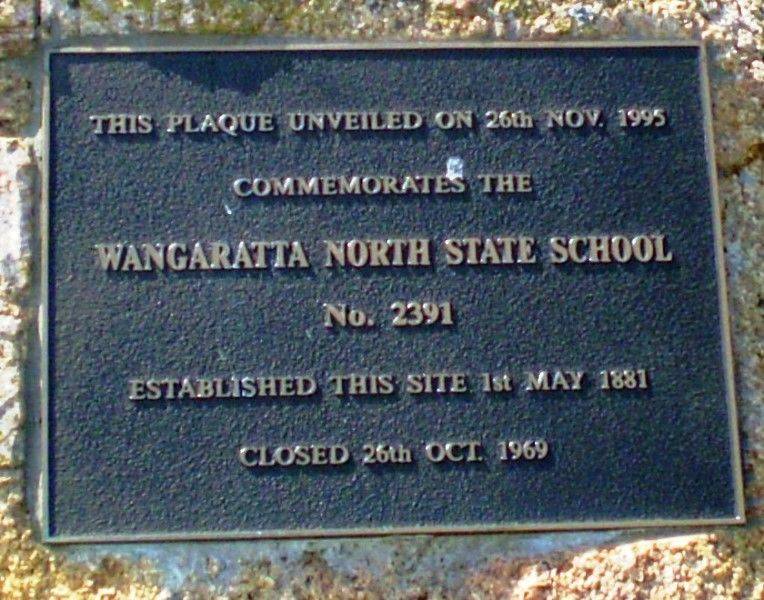 THIS PLAQUE UNVEILED ON 26th NOV. 1995
COMMEMORATES THE
WANGARATTA NORTH STATE SCHOOL
No. 2391
ESTABLISHED THIS SITE 1st MAY 1881
CLOSED 26th OCT. 1969